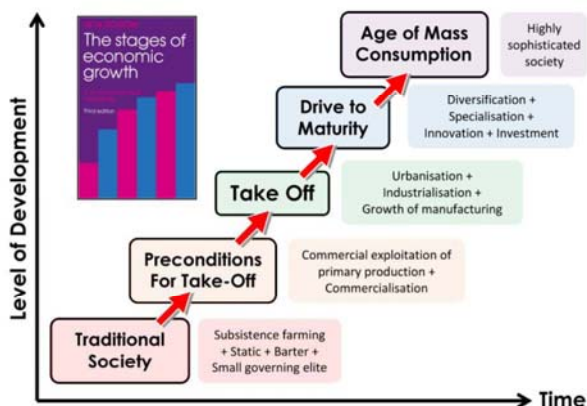 The stages of
economic
growth
Third edition
Age of Mass
Consumption
Highly
sophisticated
society
Drive to
Maturity
Diversification +
Specialisation +
Innovation + Investment
Take Off
Urbanisation +
Industrialisation +
Growth of manufacturing
Preconditions
For Take-Off
Commercial exploitation of
primary production +
Commercialisation
Traditional
Society
Subsistence farming
+ Static + Barter +
Small governing elite
Level of Development
Time